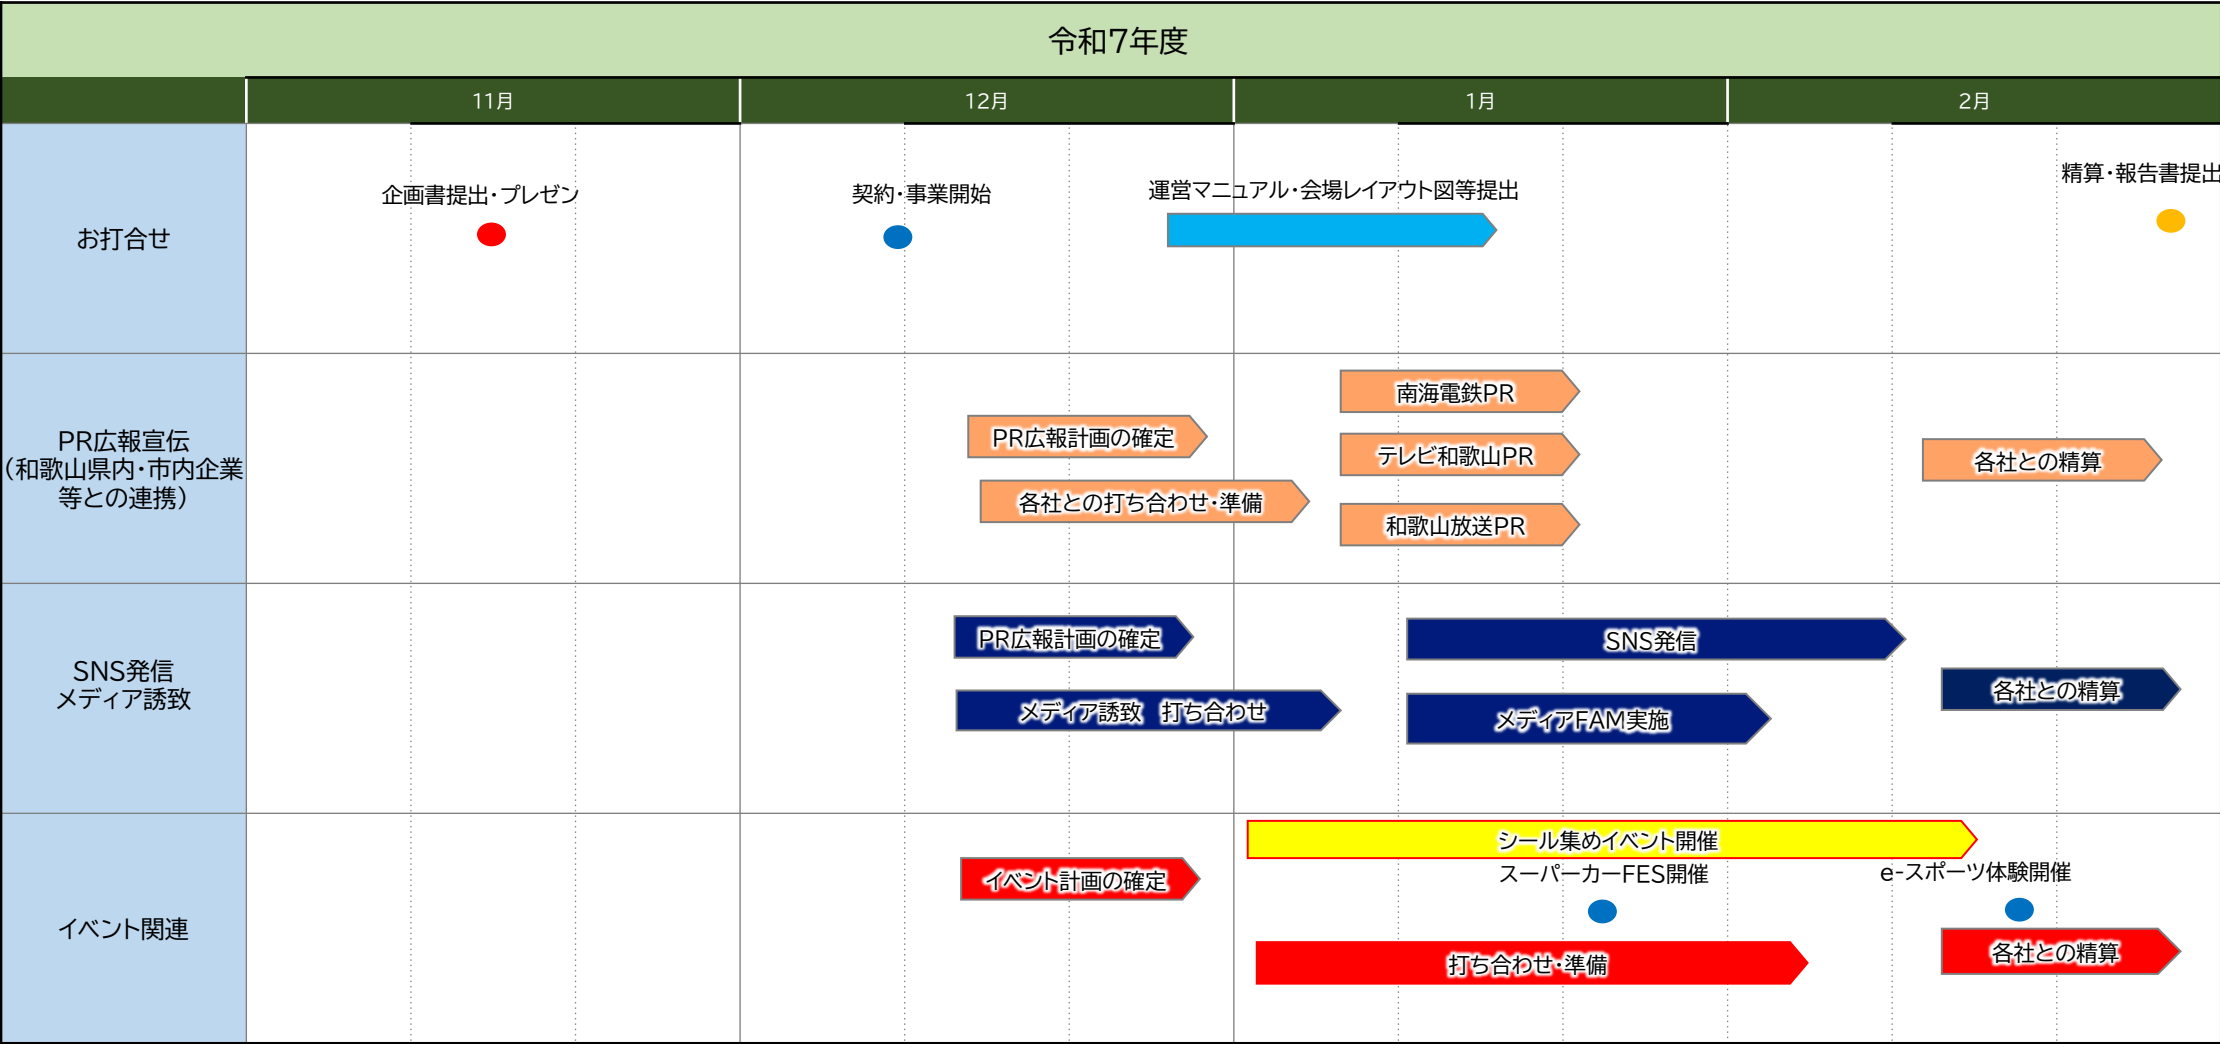 令和7年度
11月
12月
1月
2月
お打合せ
企画書提出・プレゼン
契約・事業開始
運営マニュアル・会場レイアウト図等提出
精算・報告書提出
PR広報宣伝
(和歌山県内・市内企業
等との連携)
PR広報計画の確定
各社との打ち合わせ・準備
南海電鉄PR
テレビ和歌山PR
和歌山放送PR
各社との精算
SNS発信
メディア誘致
PR広報計画の確定
メディア誘致　打ち合わせ
SNS発信
メディアFAM実施
各社との精算
イベント関連
イベント計画の確定
シール集めイベント開催
スーパーカーFES開催
e-スポーツ体験開催
打ち合わせ・準備
各社との精算